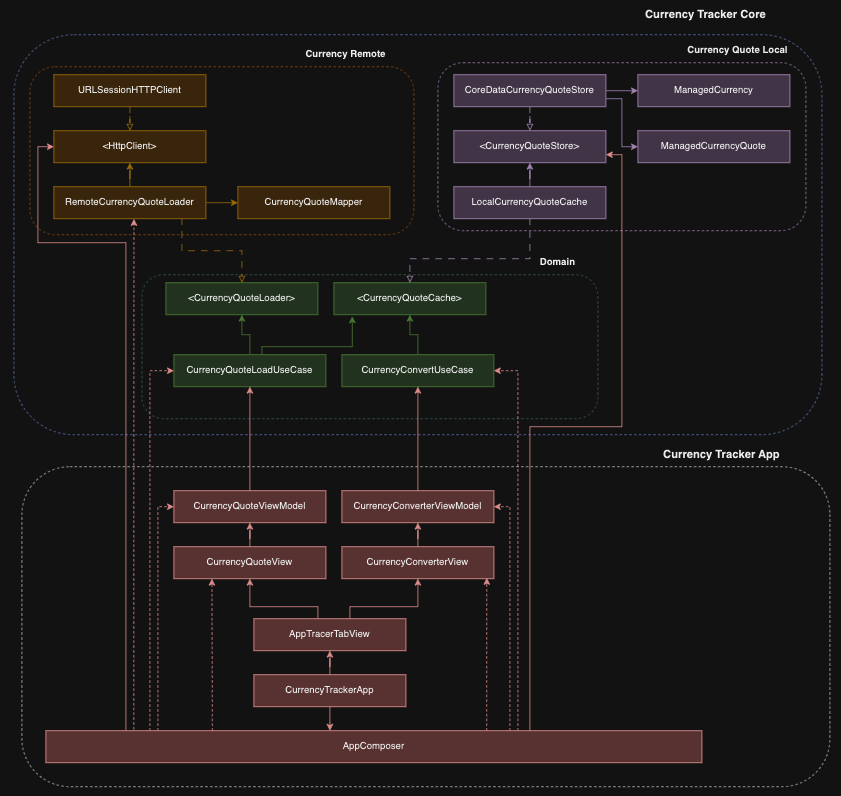 Currency Tracker Core
Currency Remote
Currency Quote Local
URLSessionHTTPClient
CoreDataCurrencyQuoteStore
ManagedCurrency
<HttpClient>
<CurrencyQuoteStore>
ManagedCurrencyQuote
RemoteCurrencyQuoteLoader
CurrencyQuoteMapper
LocalCurrencyQuoteCache
Domain
<CurrencyQuoteLoader>
<CurrencyQuoteCache>
CurrencyQuoteLoadUseCase
CurrencyConvertUseCase
Currency Tracker App
CurrencyQuoteViewModel
CurrencyConverterViewModel
CurrencyQuoteView
CurrencyConverterView
AppTracerTabView
CurrencyTrackerApp
AppComposer